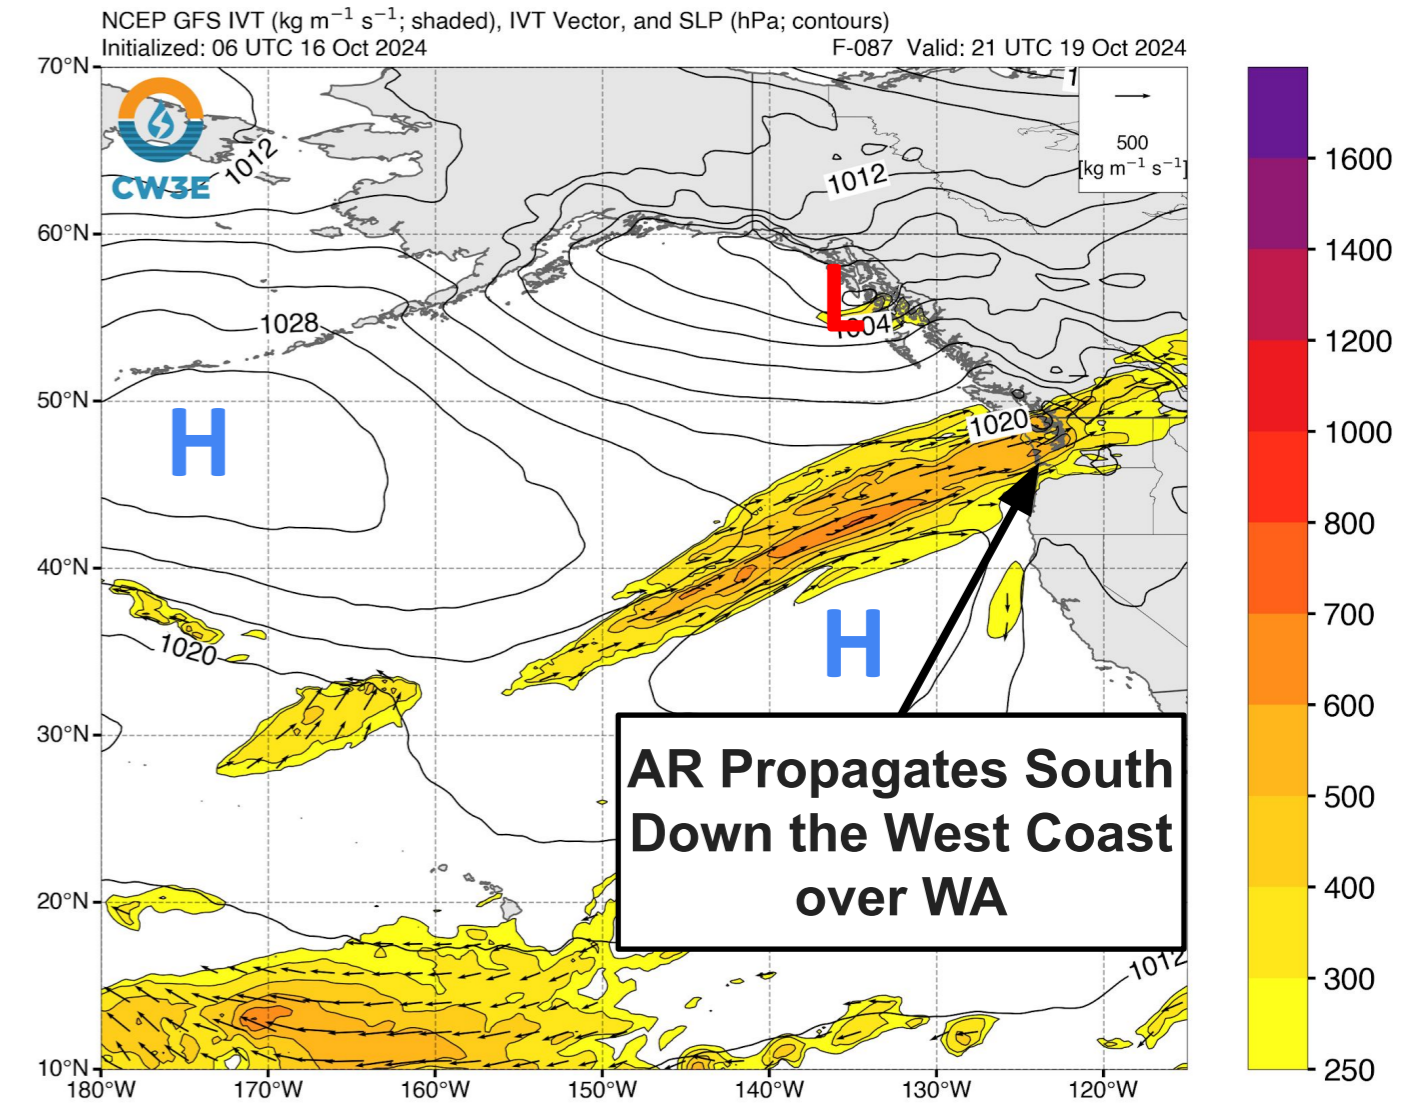 NCEP GFS IVT (kg m⁻¹ s⁻¹; shaded), IVT Vector, and SLP (hPa; contours)
Initialized: 06 UTC 16 Oct 2024
F-087 Valid: 21 UTC 19 Oct 2024
70°N
60°N
50°N
40°N
30°N
20°N
10°N
CW3E
1012
1012
1
500
[kg m⁻¹ s⁻¹]
1028
L
1004
H
1020
1020
H
AR Propagates South
Down the West Coast
over WA
1012
180°W
170°W
160°W
150°W
140°W
130°W
120°W
1600
1400
1200
1000
800
700
600
500
400
300
250